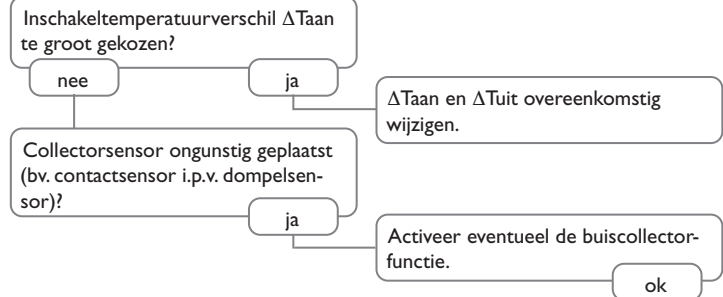 Inschakeltemperatuurverschil ΔTaan
te groot gekozen?
nee
ja
ΔTaan en ΔTuit overeenkomstig
wijzigen.
Collectorsensor ongunstig geplaatst
(bv. contactsensor i.p.v. dompelsen-
sor)?
ja
Activeer eventueel de buiscollector-
functie.
ok